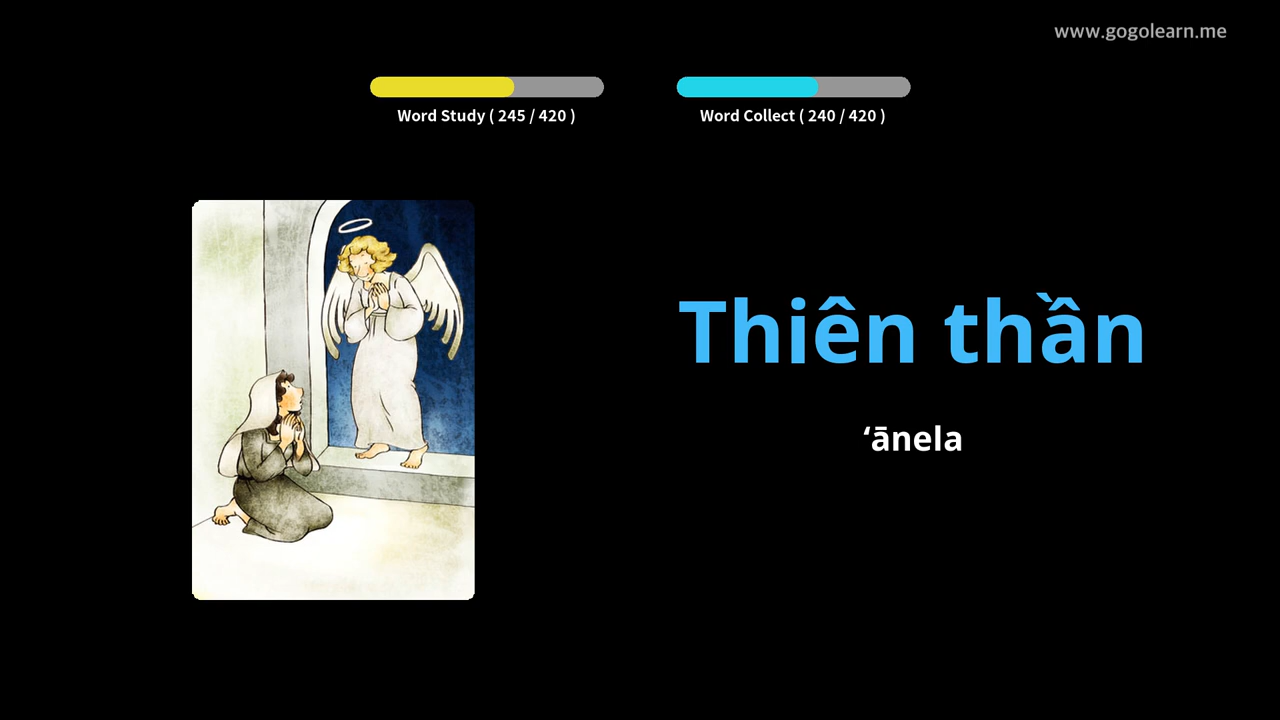 www.gogolearn.me
Word Study ( 245 / 420 )
Word Collect ( 240 / 420 )
Thiên thần
ʻānela